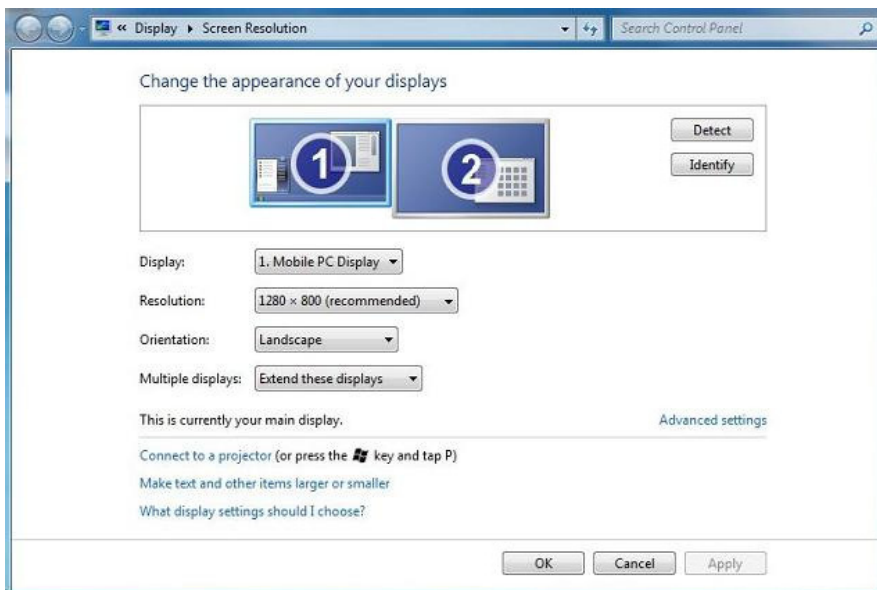 « Display ▸ Screen Resolution Search Control Panel
Change the appearance of your displays
1 2
Detect
Identify
Display: 1. Mobile PC Display
Resolution: 1280 × 800 (recommended)
Orientation: Landscape
Multiple displays: Extend these displays
This is currently your main display. Advanced settings
Connect to a projector (or press the key and tap P)
Make text and other items larger or smaller
What display settings should I choose?
OK Cancel Apply